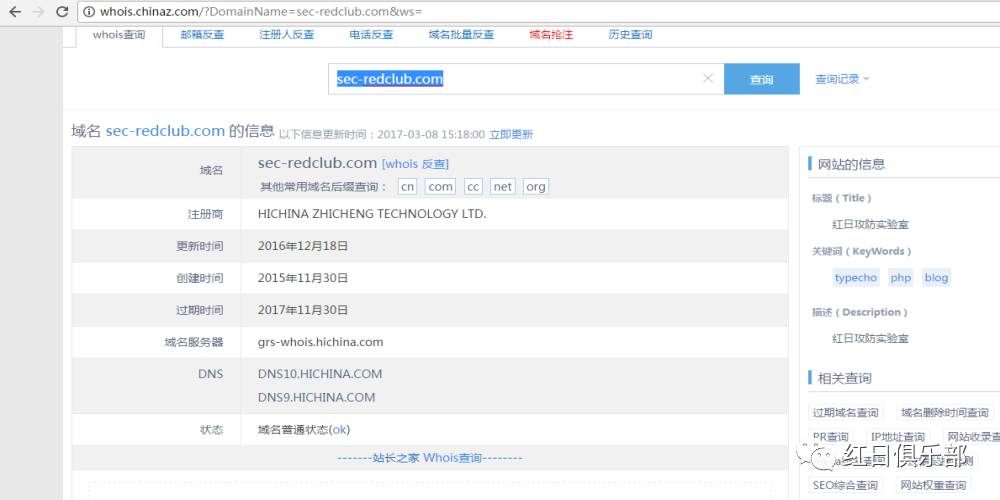 whois.chinaz.com/?DomainName=sec-redclub.com&ws=
whois查询 邮箱反查 注册人反查 电话反查 域名批量反查 域名抢注 历史查询
sec-redclub.com 查询 查询记录
域名 sec-redclub.com 的信息 以下信息更新时间：2017-03-08 15:18:00 立即更新
域名 sec-redclub.com [whois 反查]
其他常用域名后缀查询： cn com cc net org
注册商 HICHINA ZHICHENG TECHNOLOGY LTD.
更新时间 2016年12月18日
创建时间 2015年11月30日
过期时间 2017年11月30日
域名服务器 grs-whois.hichina.com
DNS DNS10.HICHINA.COM
DNS9.HICHINA.COM
状态 域名普通状态(ok)
-------站长之家 Whois查询--------
网站的信息
标题（Title）
红日攻防实验室
关键词（KeyWords）
typecho php blog
描述（Description）
红日攻防实验室
相关查询
过期域名查询 域名删除时间查询
PR查询 IP地址查询 网站收录查
SEO综合查询 网站权重查询
红日俱乐部